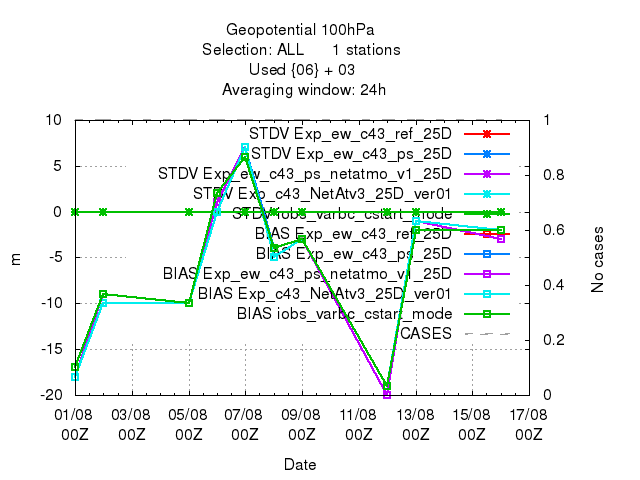 Geopotential 100hPa
Selection: ALL 1 stations
Used {06} + 03
Averaging window: 24h
10 1
STDV Exp_ew_c43_ref_25D
STDV Exp_ew_c43_ps_25D
5 0.8
STDV Exp_ew_c43_ps_netatmo_v1_25D
STDV Exp_c43_NetAtv3_25D_ver01
0 STDV iobs_varbc_cstart_mode
0.6
BIAS Exp_ew_c43_ref_25D
BIAS Exp_ew_c43_ps_25D
-5
m No cases
BIAS Exp_ew_c43_ps_netatmo_v1_25D
BIAS Exp_c43_NetAtv3_25D_ver01
0.4
-10
BIAS iobs_varbc_cstart_mode
CASES
0.2
-15
-20 0
01/08 03/08 05/08 07/08 09/08 11/08 13/08 15/08 17/08
00Z 00Z 00Z 00Z 00Z 00Z 00Z 00Z 00Z
Date